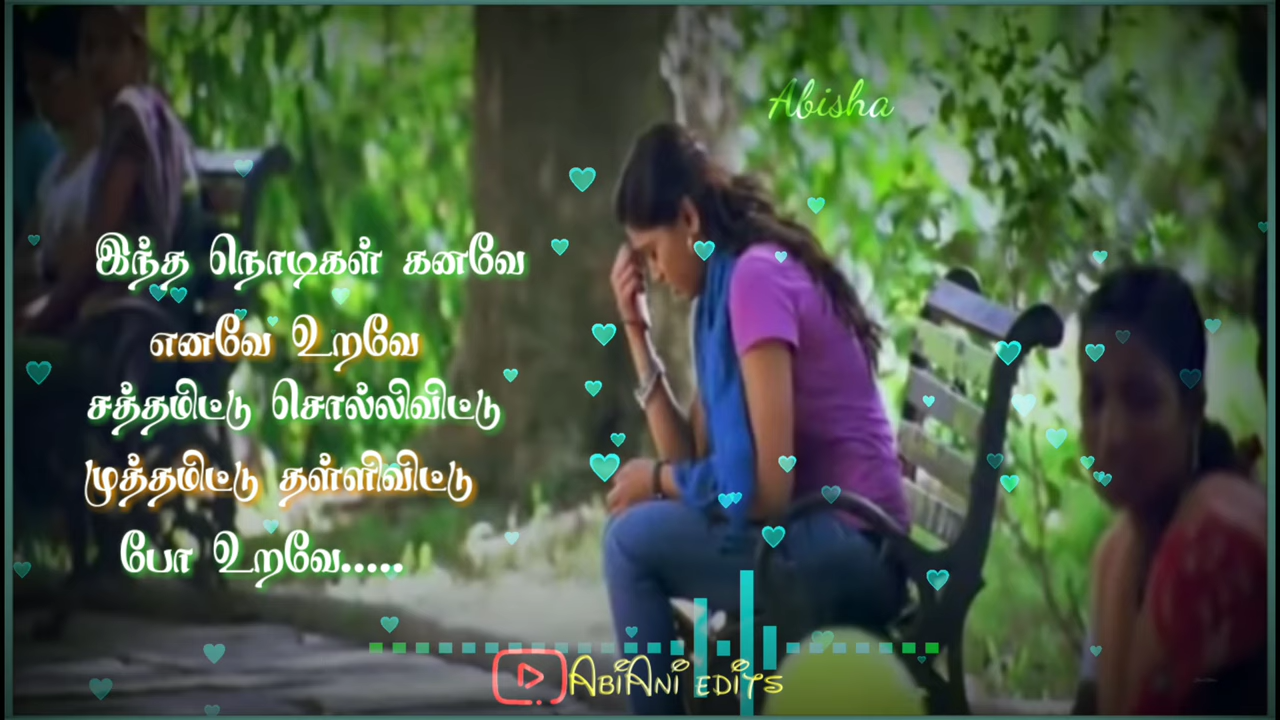 Abisha
இந்த நொடிகள் கனவே
எனவே உறவே
சத்தமிட்டு சொல்லிவிட்டு
முத்தமிட்டு தள்ளிவிட்டு
போ உறவே.....
AbiAni edits